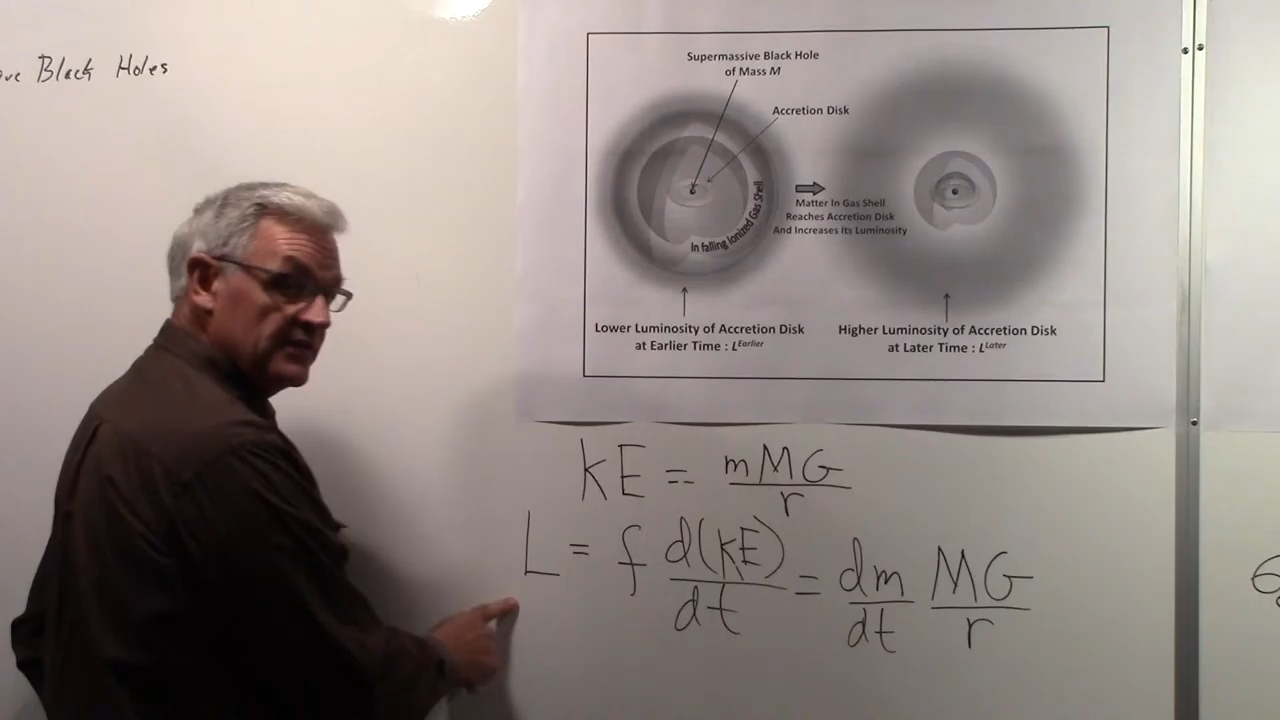 Black Holes
Supermassive Black Hole
of Mass M
Accretion Disk
In falling Ionized Gas Shell
Matter In Gas Shell
Reaches Accretion Disk
And Increases Its Luminosity
Lower Luminosity of Accretion Disk
at Earlier Time : L^Earlier
Higher Luminosity of Accretion Disk
at Later Time : L^Later
KE = mMG/r
L = f d(KE)/dt = dm/dt MG/r